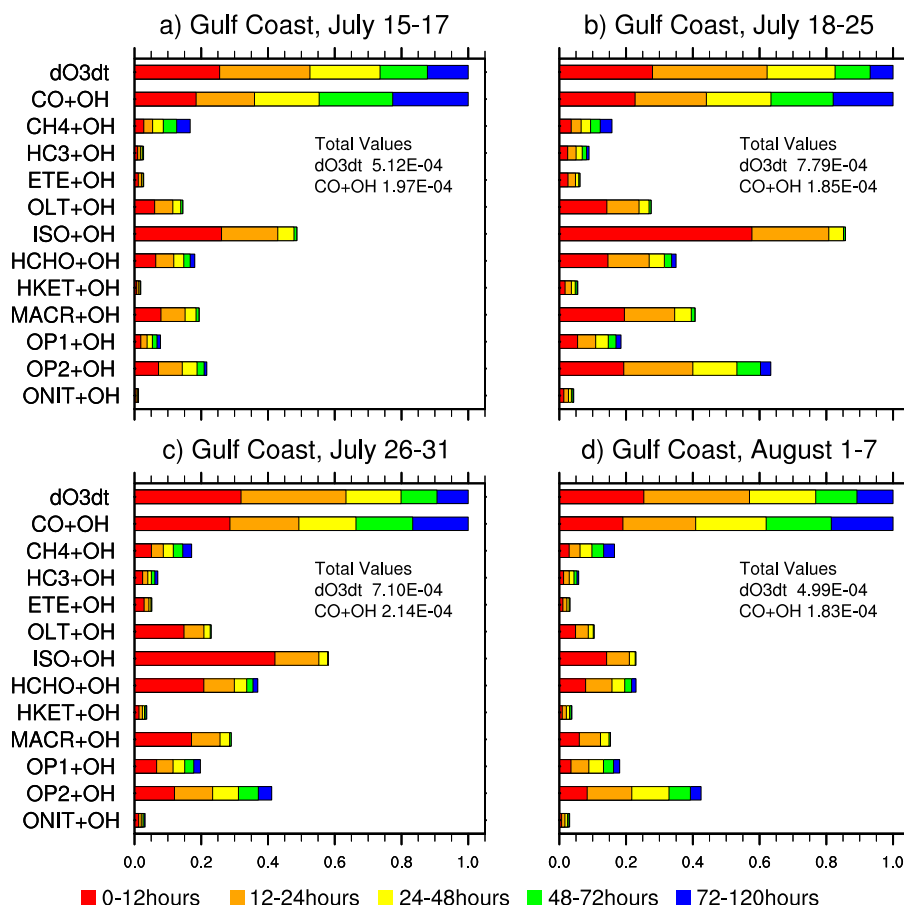 a) Gulf Coast, July 15-17
dO3dt
CO+OH
CH4+OH
HC3+OH
ETE+OH
OLT+OH
ISO+OH
HCHO+OH
HKET+OH
MACR+OH
OP1+OH
OP2+OH
ONIT+OH
Total Values
dO3dt 5.12E-04
CO+OH 1.97E-04
b) Gulf Coast, July 18-25
Total Values
dO3dt 7.79E-04
CO+OH 1.85E-04
c) Gulf Coast, July 26-31
dO3dt
CO+OH
CH4+OH
HC3+OH
ETE+OH
OLT+OH
ISO+OH
HCHO+OH
HKET+OH
MACR+OH
OP1+OH
OP2+OH
ONIT+OH
Total Values
dO3dt 7.10E-04
CO+OH 2.14E-04
0.0 0.2 0.4 0.6 0.8 1.0
d) Gulf Coast, August 1-7
Total Values
dO3dt 4.99E-04
CO+OH 1.83E-04
0.0 0.2 0.4 0.6 0.8 1.0
0-12hours 12-24hours 24-48hours 48-72hours 72-120hours